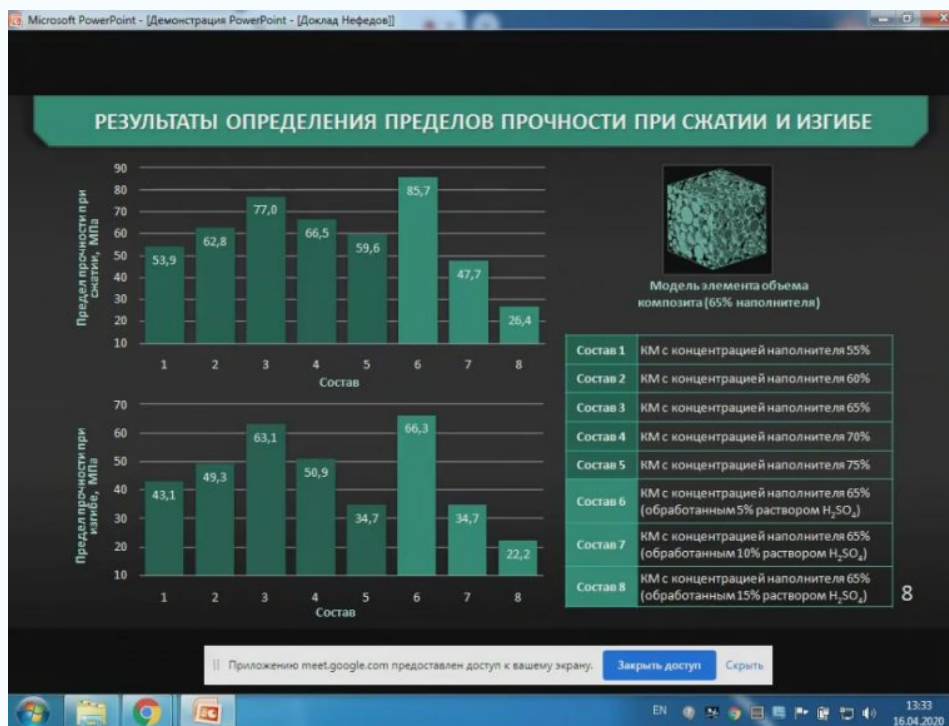 Microsoft PowerPoint - [Демонстрация PowerPoint - [Доклад Нефедов]]
РЕЗУЛЬТАТЫ ОПРЕДЕЛЕНИЯ ПРЕДЕЛОВ ПРОЧНОСТИ ПРИ СЖАТИИ И ИЗГИБЕ
Предел прочности при
сжатии, МПа
90
80
70
60
50
40
30
20
10
53,9
62,8
77,0
66,5
59,6
85,7
47,7
26,4
1 2 3 4 5 6 7 8
Состав
Предел прочности при
изгибе, МПа
70
60
50
40
30
20
10
43,1
49,3
63,1
50,9
34,7
66,3
34,7
22,2
1 2 3 4 5 6 7 8
Состав
Модель элемента объема
композита (65% наполнителя)
Состав 1 КМ с концентрацией наполнителя 55%
Состав 2 КМ с концентрацией наполнителя 60%
Состав 3 КМ с концентрацией наполнителя 65%
Состав 4 КМ с концентрацией наполнителя 70%
Состав 5 КМ с концентрацией наполнителя 75%
Состав 6 КМ с концентрацией наполнителя 65%
(обработанным 5% раствором H₂SO₄)
Состав 7 КМ с концентрацией наполнителя 65%
(обработанным 10% раствором H₂SO₄)
Состав 8 КМ с концентрацией наполнителя 65%
(обработанным 15% раствором H₂SO₄)
8
Приложению meet.google.com предоставлен доступ к вашему экрану. Закрыть доступ Скрыть
EN 13:33
16.04.2020